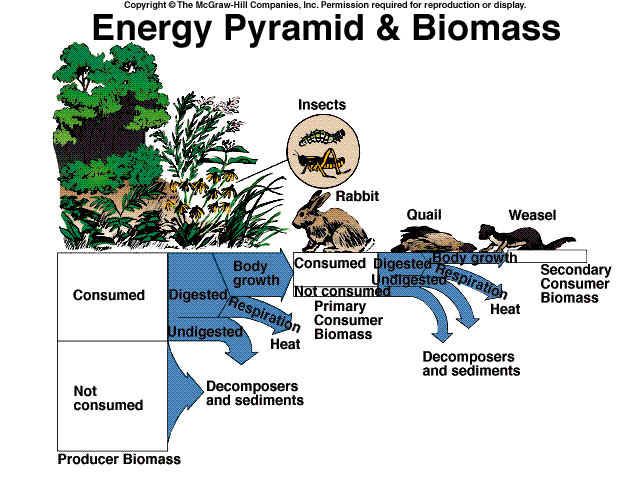 Copyright © The McGraw-Hill Companies, Inc. Permission required for reproduction or display.
Energy Pyramid & Biomass
Insects
Rabbit
Quail
Weasel
Consumed
Digested
Body
growth
Respiration
Undigested
Heat
Not
consumed
Decomposers
and sediments
Producer Biomass
Consumed
Not consumed
Primary
Consumer
Biomass
Digested
Undigested
Body growth
Respiration
Heat
Decomposers
and sediments
Secondary
Consumer
Biomass